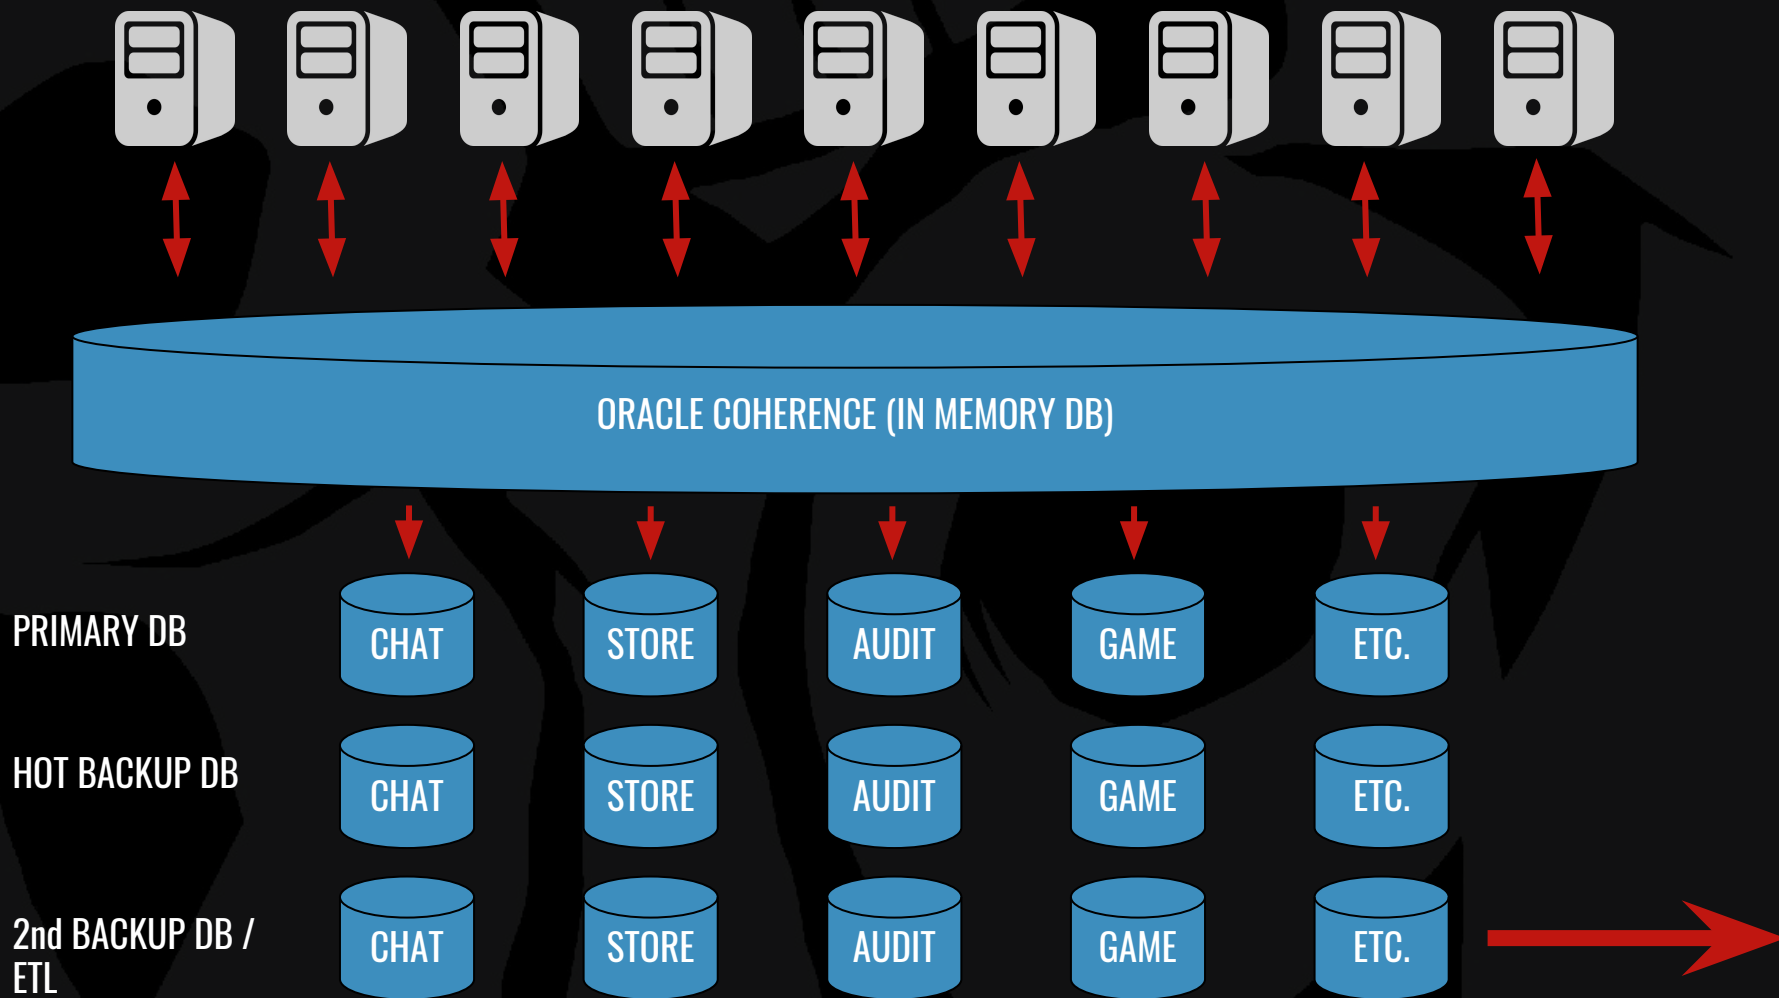 ORACLE COHERENCE (IN MEMORY DB)
PRIMARY DB
CHAT
STORE
AUDIT
GAME
ETC.
HOT BACKUP DB
CHAT
STORE
AUDIT
GAME
ETC.
2nd BACKUP DB /
ETL
CHAT
STORE
AUDIT
GAME
ETC.